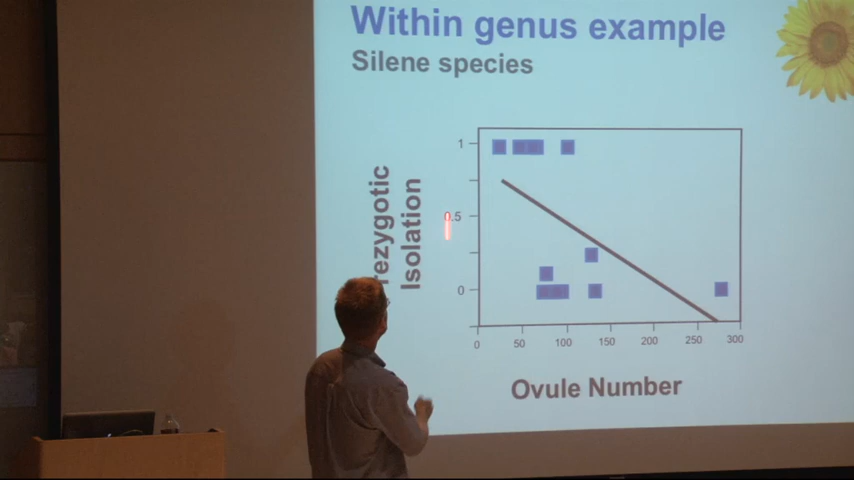 Within genus example
Silene species
rezygotic
Isolation
1
0.5
0
0
50
100
150
200
250
300
Ovule Number